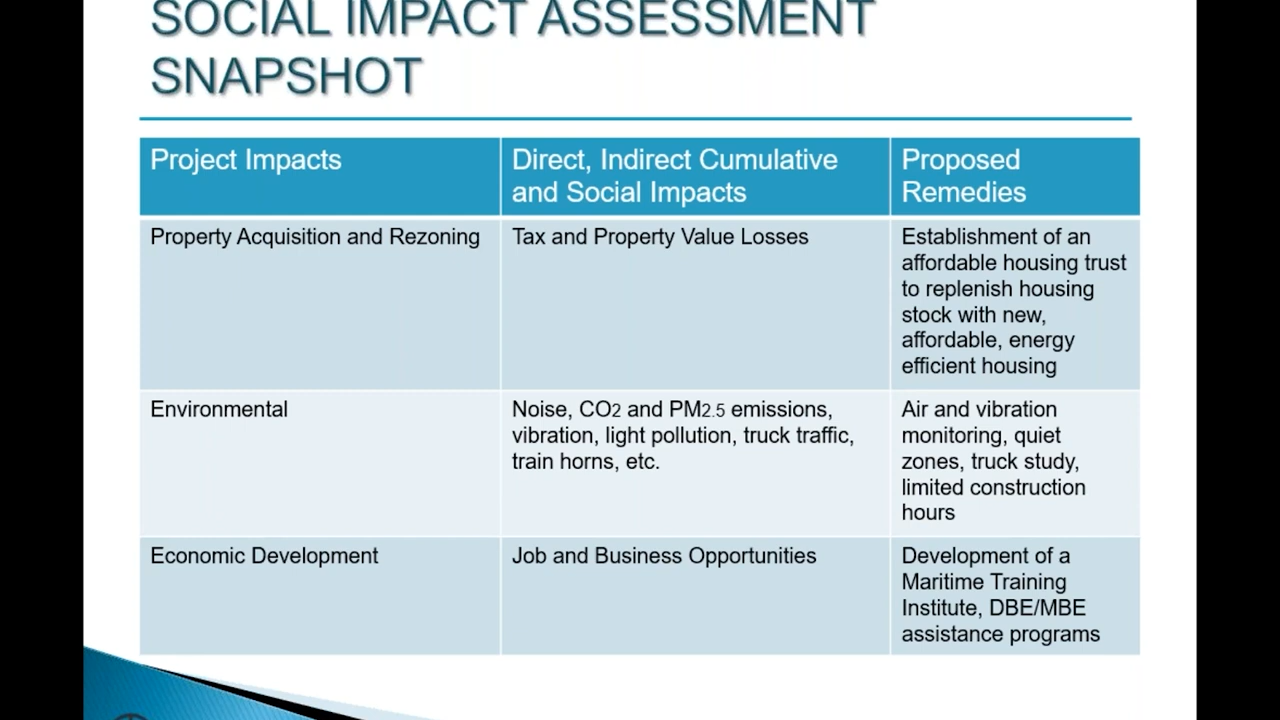 SOCIAL IMPACT ASSESSMENT
SNAPSHOT
Project Impacts
Direct, Indirect Cumulative
and Social Impacts
Proposed
Remedies
Property Acquisition and Rezoning
Tax and Property Value Losses
Establishment of an
affordable housing trust
to replenish housing
stock with new,
affordable, energy
efficient housing
Environmental
Noise, CO2 and PM2.5 emissions,
vibration, light pollution, truck traffic,
train horns, etc.
Air and vibration
monitoring, quiet
zones, truck study,
limited construction
hours
Economic Development
Job and Business Opportunities
Development of a
Maritime Training
Institute, DBE/MBE
assistance programs